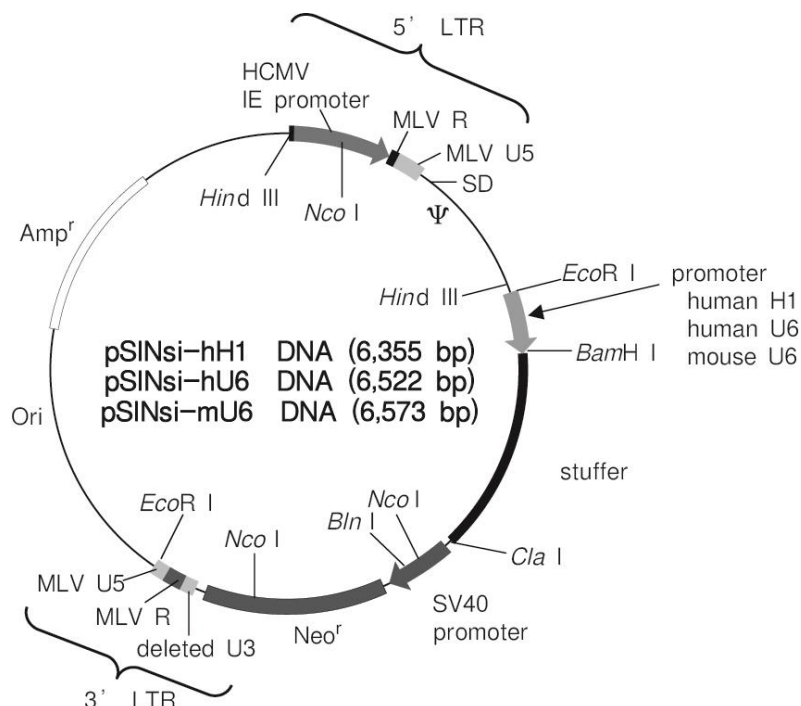 5' LTR
HCMV
IE promoter
MLV R
MLV U5
SD
Hind III
Nco I
Ψ
Ampr
Hind III
EcoR I
promoter
human H1
human U6
mouse U6
BamH I
pSINsi-hH1 DNA (6,355 bp)
pSINsi-hU6 DNA (6,522 bp)
pSINsi-mU6 DNA (6,573 bp)
Ori
stuffer
EcoR I
Nco I
Bln I
Nco I
Cla I
MLV U5
MLV R
deleted U3
Neor
SV40
promoter
3' LTR